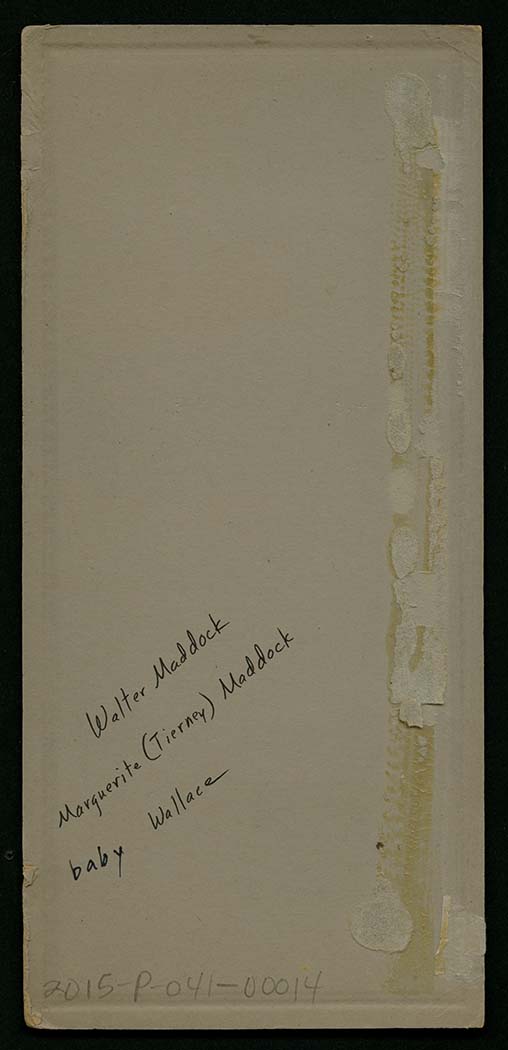 Walter Maddock
Marguerite (Tierney) Maddock
baby Wallace
2015-P-041-00014